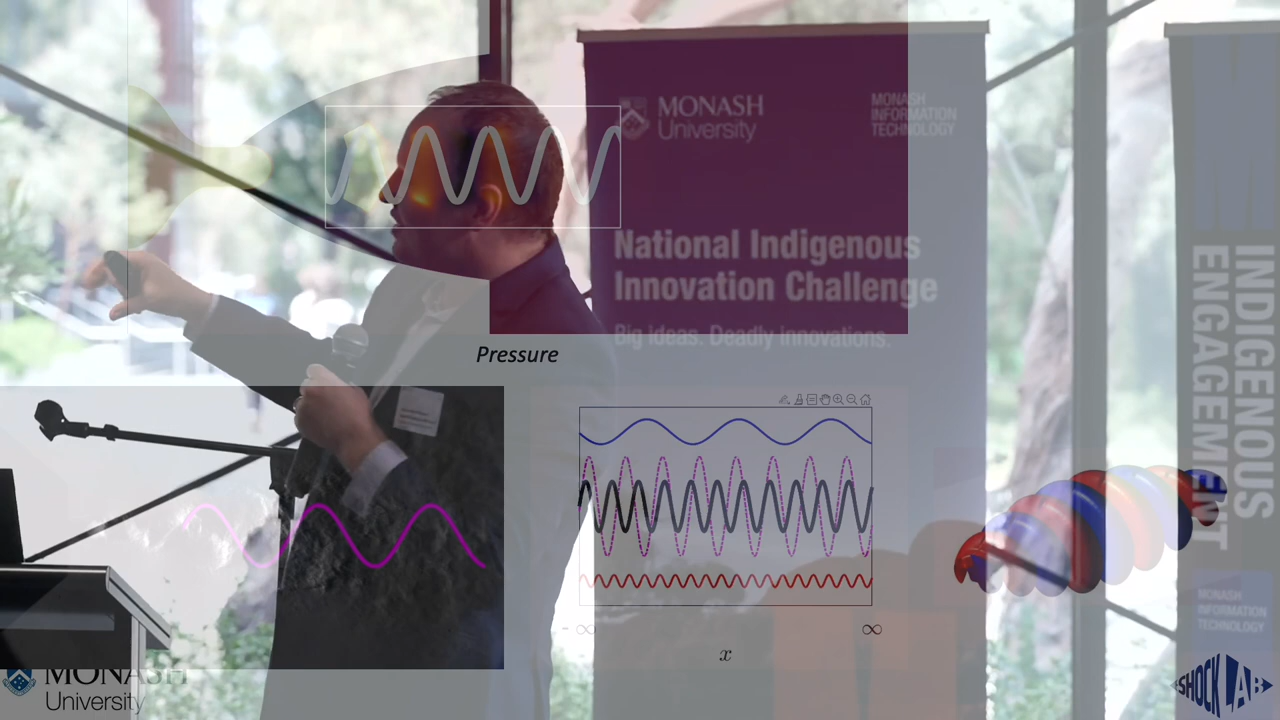 MONASH
University
MONASH
INFORMATION
TECHNOLOGY
National Indigenous
Innovation Challenge
Big ideas. Deadly innovations.
Pressure
INDIGENOUS
ENGAGEMENT
MONASH
INFORMATION
TECHNOLOGY
- ∞
∞
x
MONASH
University
SHOCK LAB